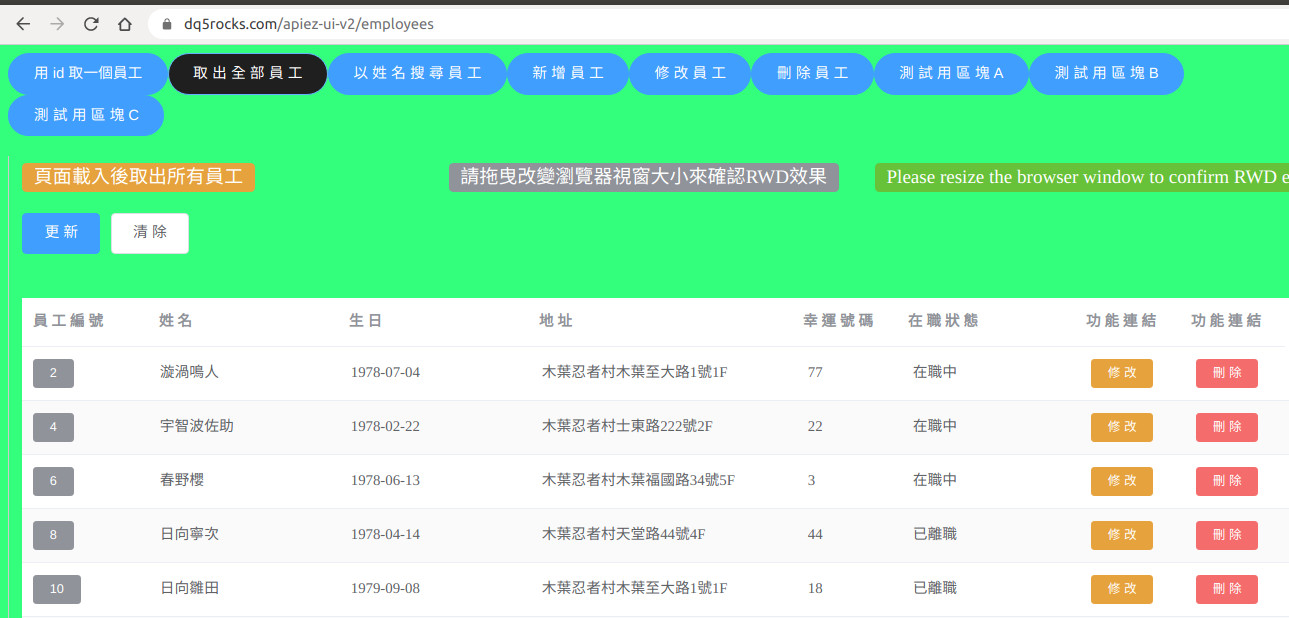 dq5rocks.com/apiez-ui-v2/employees
用 id 取一個員工 取出全部員工 以姓名搜尋員工 新增員工 修改員工 刪除員工 測試用區塊A 測試用區塊B
測試用區塊C
頁面載入後取出所有員工 請拖曳改變瀏覽器視窗大小來確認RWD效果 Please resize the browser window to confirm RWD e
更新 清除
員工編號 姓名 生日 地址 幸運號碼 在職狀態 功能連結 功能連結
2 漩渦鳴人 1978-07-04 木葉忍者村木葉至大路1號1F 77 在職中 修改 刪除
4 宇智波佐助 1978-02-22 木葉忍者村士東路222號2F 22 在職中 修改 刪除
6 春野櫻 1978-06-13 木葉忍者村木葉福國路34號5F 3 在職中 修改 刪除
8 日向寧次 1978-04-14 木葉忍者村天堂路44號4F 44 已離職 修改 刪除
10 日向雛田 1979-09-08 木葉忍者村木葉至大路1號1F 18 已離職 修改 刪除